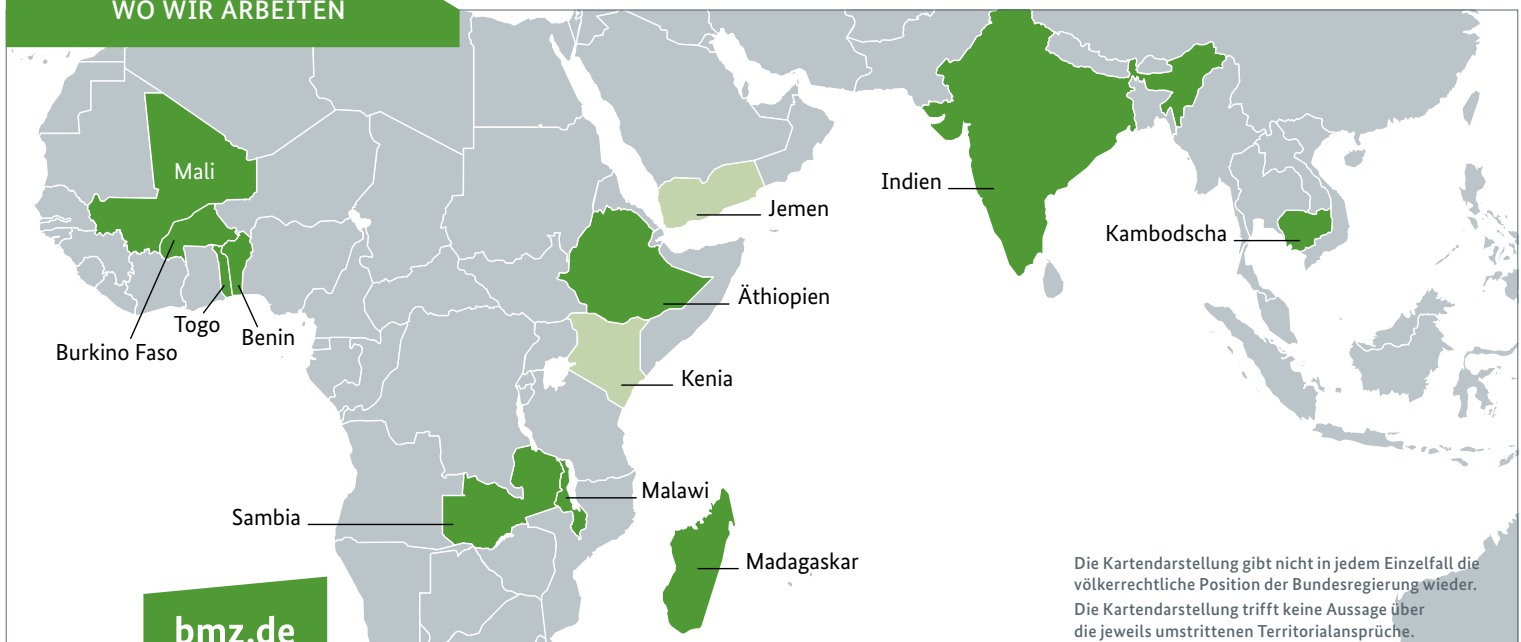 WO WIR ARBEITEN
Mali
Indien
Jemen
Kambodscha
Äthiopien
Togo
Benin
Burkino Faso
Kenia
Malawi
Sambia
Madagaskar
Die Kartendarstellung gibt nicht in jedem Einzelfall die
völkerrechtliche Position der Bundesregierung wieder.
Die Kartendarstellung trifft keine Aussage über
die jeweils umstrittenen Territorialansprüche.
bmz.de